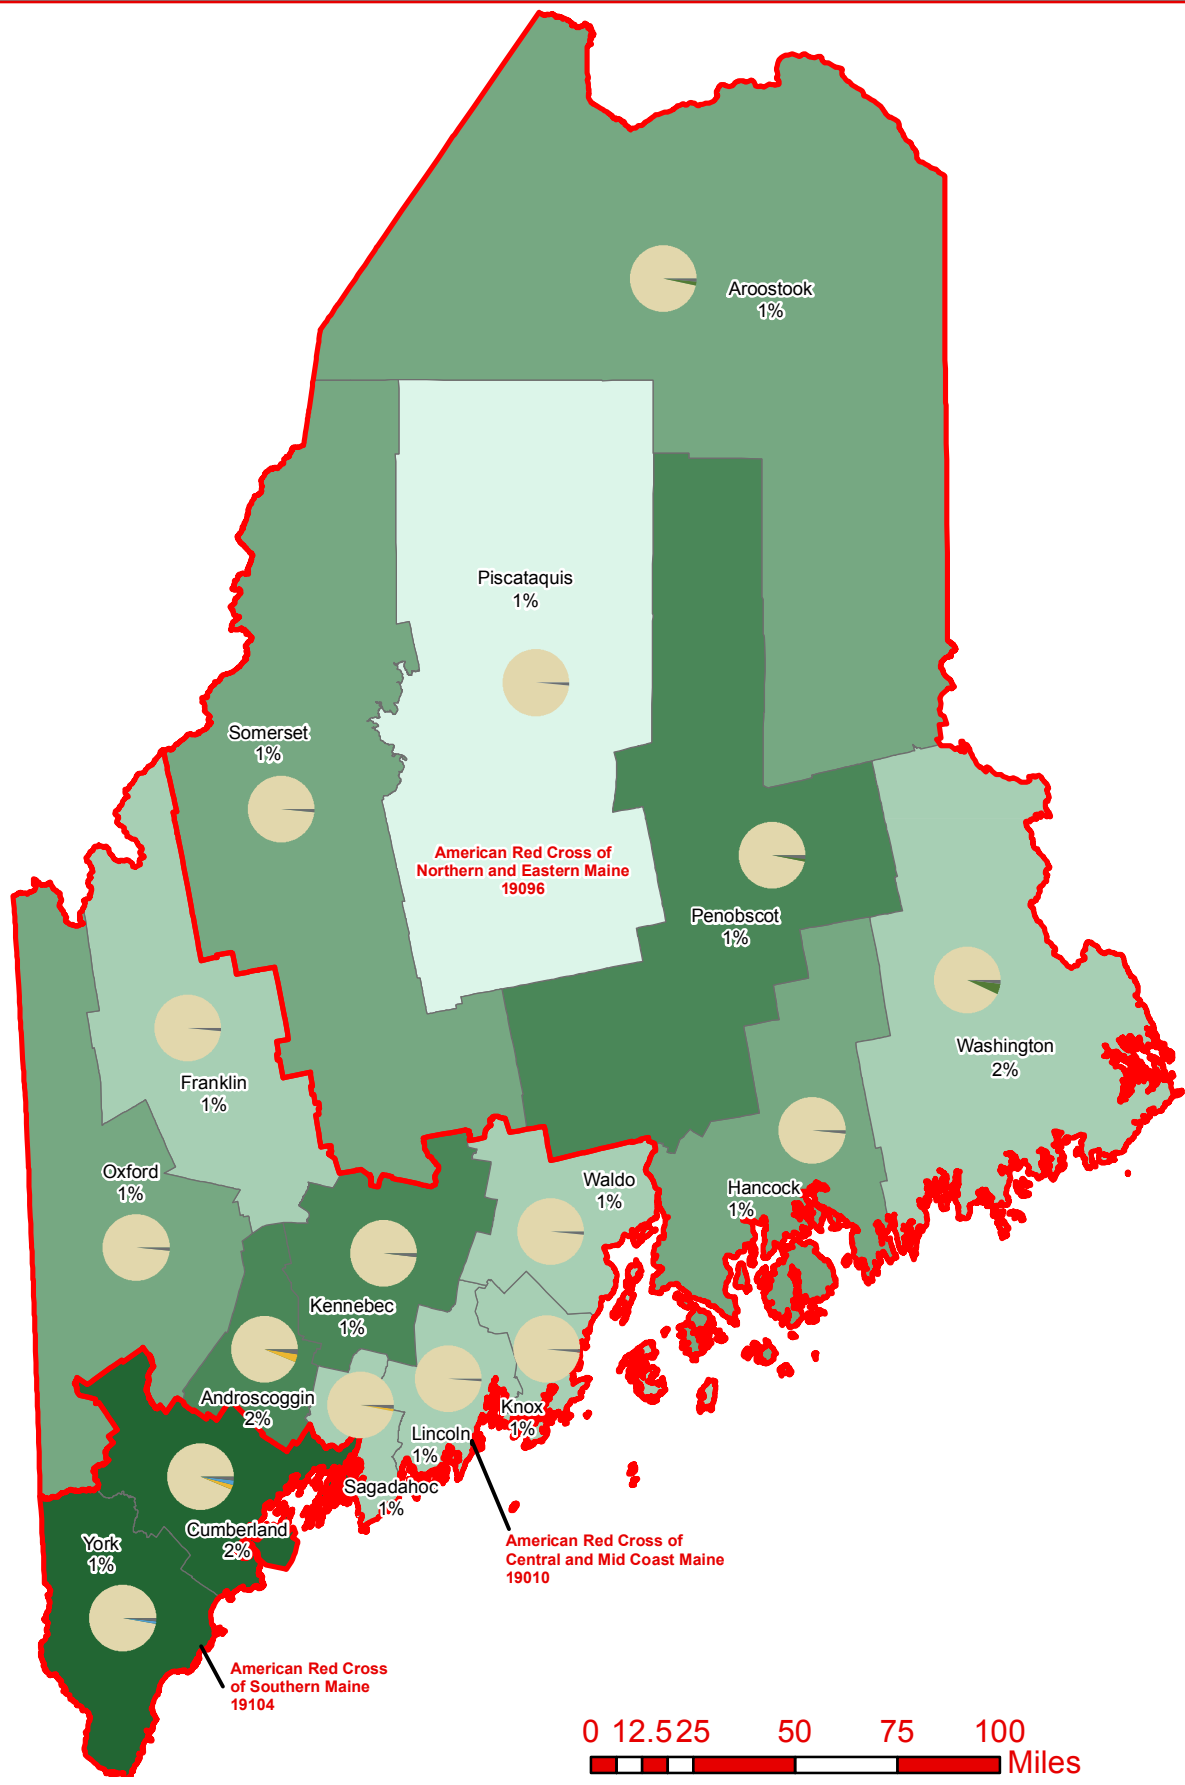 Aroostook
1%
Piscataquis
1%
Somerset
1%
American Red Cross of
Northern and Eastern Maine
19096
Penobscot
1%
Washington
2%
Franklin
1%
Oxford
1%
Waldo
1%
Hancock
1%
Kennebec
1%
Androscoggin
2%
Knox
1%
Lincoln
1%
Sagadahoc
1%
Cumberland
2%
York
1%
American Red Cross of
Central and Mid Coast Maine
19010
American Red Cross
of Southern Maine
19104
0 12.5 25 50 75 100
Miles